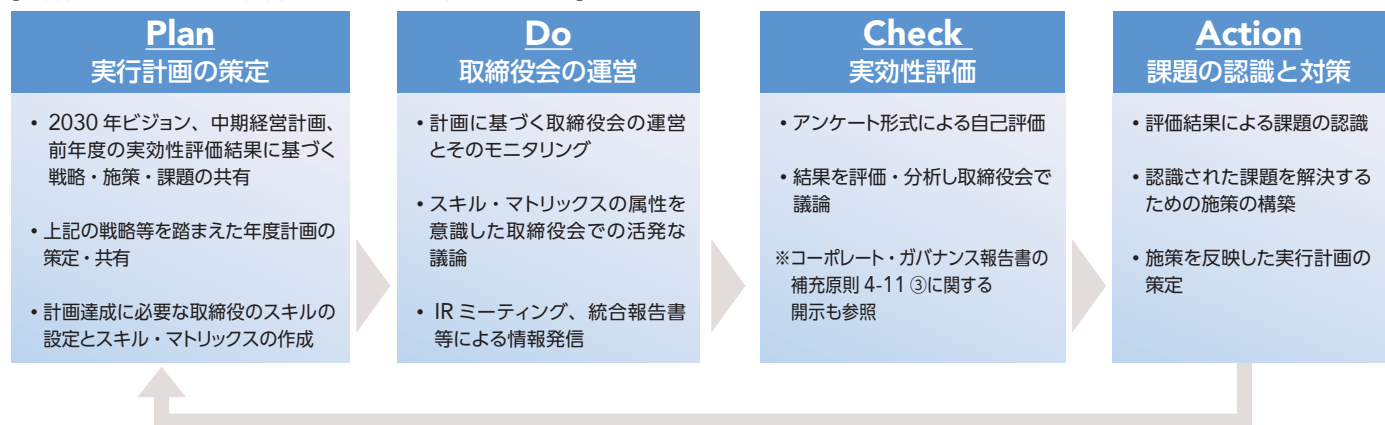 Plan
実行計画の策定
• 2030 年ビジョン、中期経営計画、
前年度の実効性評価結果に基づく
戦略・施策・課題の共有
• 上記の戦略等を踏まえた年度計画の
策定・共有
• 計画達成に必要な取締役のスキルの
設定とスキル・マトリックスの作成
Do
取締役会の運営
• 計画に基づく取締役会の運営
とそのモニタリング
• スキル・マトリックスの属性を
意識した取締役会での活発な
議論
• IR ミーティング、統合報告書
等による情報発信
Check
実効性評価
• アンケート形式による自己評価
• 結果を評価・分析し取締役会で
議論
※コーポレート・ガバナンス報告書の
補充原則 4-11 ③に関する
開示も参照
Action
課題の認識と対策
• 評価結果による課題の認識
• 認識された課題を解決する
ための施策の構築
• 施策を反映した実行計画の
策定